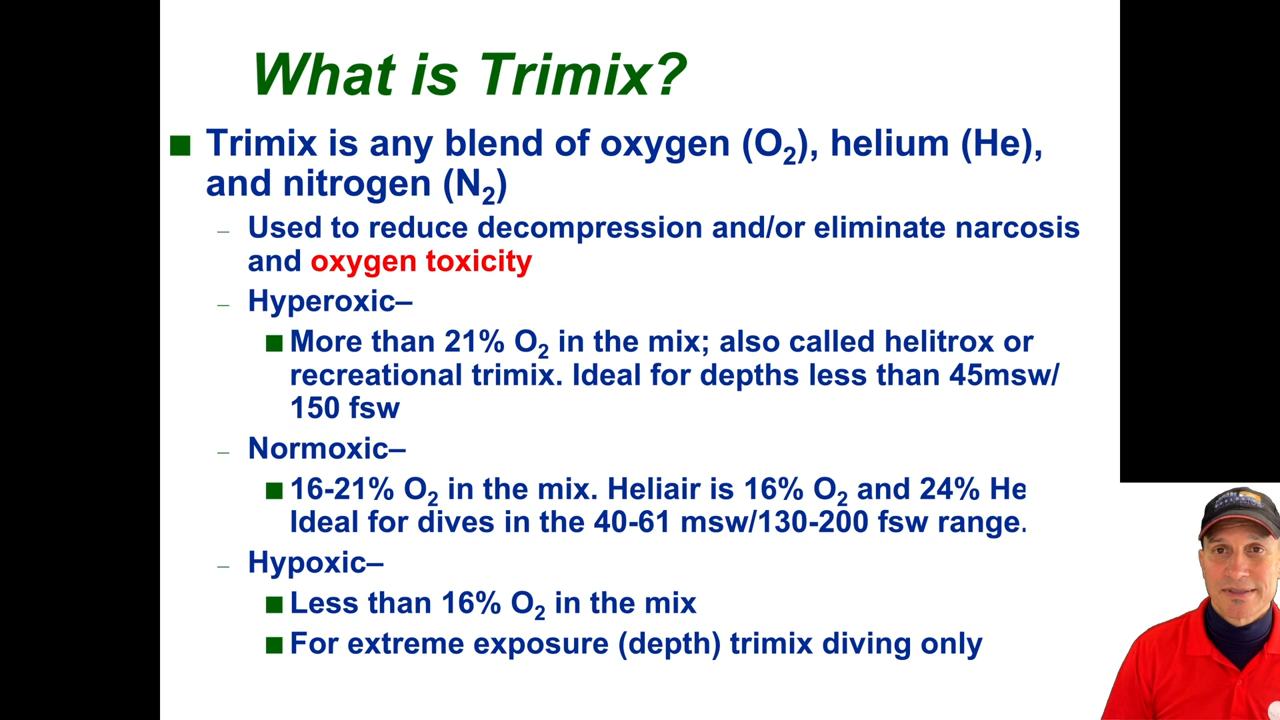 What is Trimix?
Trimix is any blend of oxygen (O2), helium (He),
and nitrogen (N2)
– Used to reduce decompression and/or eliminate narcosis
and oxygen toxicity
– Hyperoxic–
More than 21% O2 in the mix; also called helitrox or
recreational trimix. Ideal for depths less than 45msw/
150 fsw
– Normoxic–
16-21% O2 in the mix. Heliair is 16% O2 and 24% He
Ideal for dives in the 40-61 msw/130-200 fsw range.
– Hypoxic–
Less than 16% O2 in the mix
For extreme exposure (depth) trimix diving only